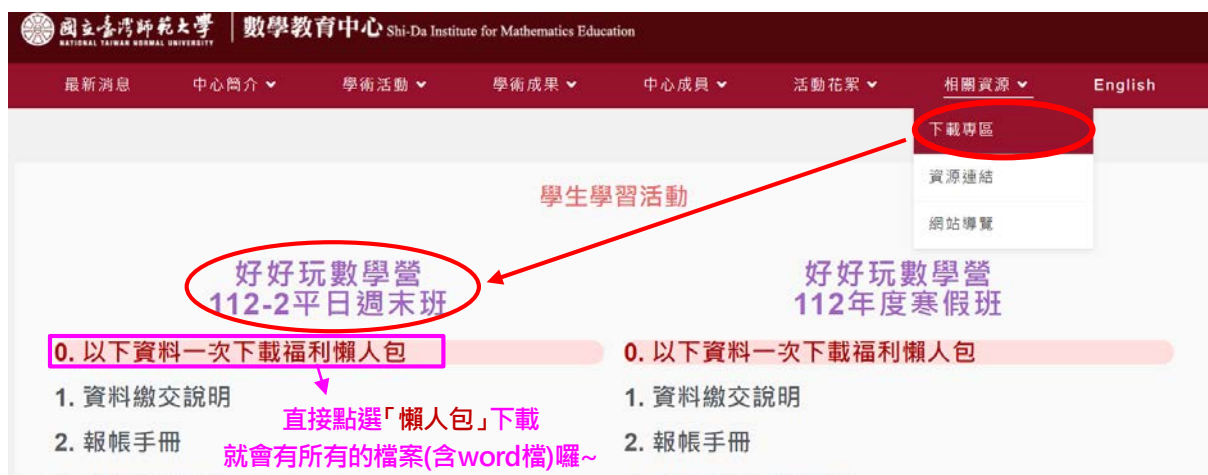 國立臺灣師範大學 數學教育中心 Shi-Da Institute for Mathematics Education
NATIONAL TAIWAN NORMAL UNIVERSITY
最新消息 中心簡介 學術活動 學術成果 中心成員 活動花絮 相關資源 English
下載專區
資源連結
網站導覽
學生學習活動
好好玩數學營
112-2平日週末班
0. 以下資料一次下載福利懶人包
1. 資料繳交說明
2. 報帳手冊
直接點選「懶人包」下載
就會有所有的檔案(含word檔)囉~
好好玩數學營
112年度寒假班
0. 以下資料一次下載福利懶人包
1. 資料繳交說明
2. 報帳手冊